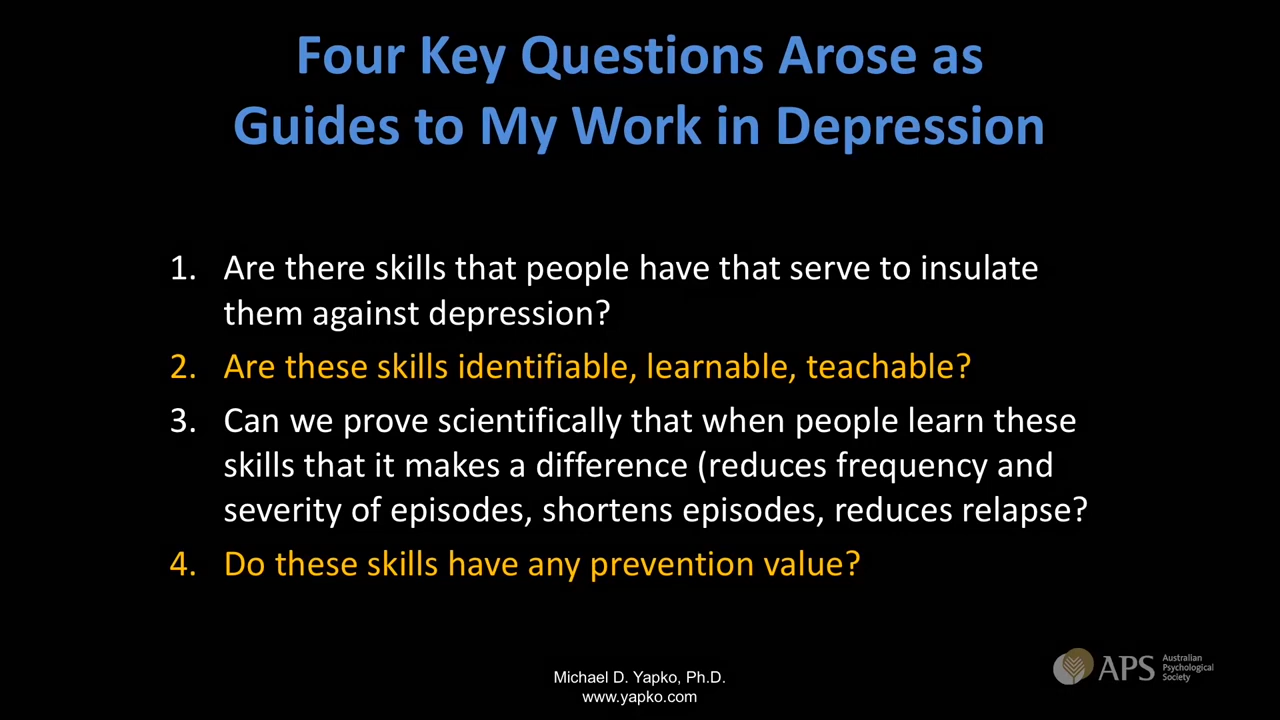 Four Key Questions Arose as
Guides to My Work in Depression
1. Are there skills that people have that serve to insulate
them against depression?
2. Are these skills identifiable, learnable, teachable?
3. Can we prove scientifically that when people learn these
skills that it makes a difference (reduces frequency and
severity of episodes, shortens episodes, reduces relapse?
4. Do these skills have any prevention value?
Michael D. Yapko, Ph.D.
www.yapko.com
APS
Australian
Psychological
Society